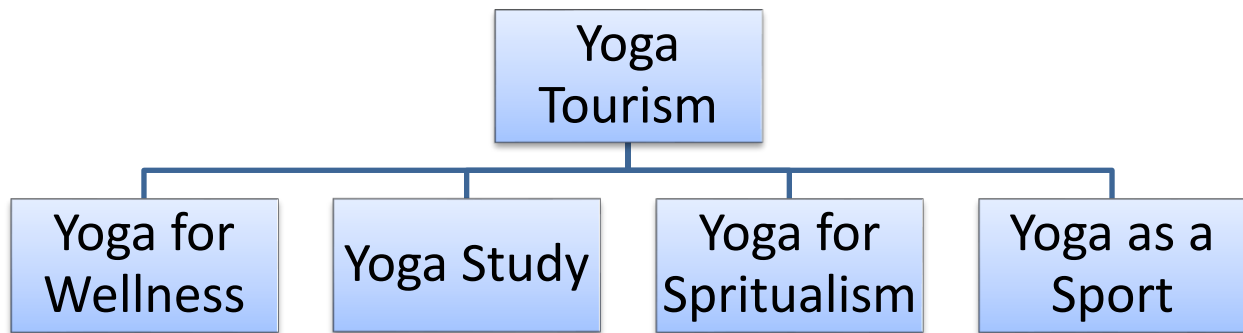 Yoga
Tourism
Yoga for
Wellness
Yoga Study
Yoga for
Spritualism
Yoga as a
Sport